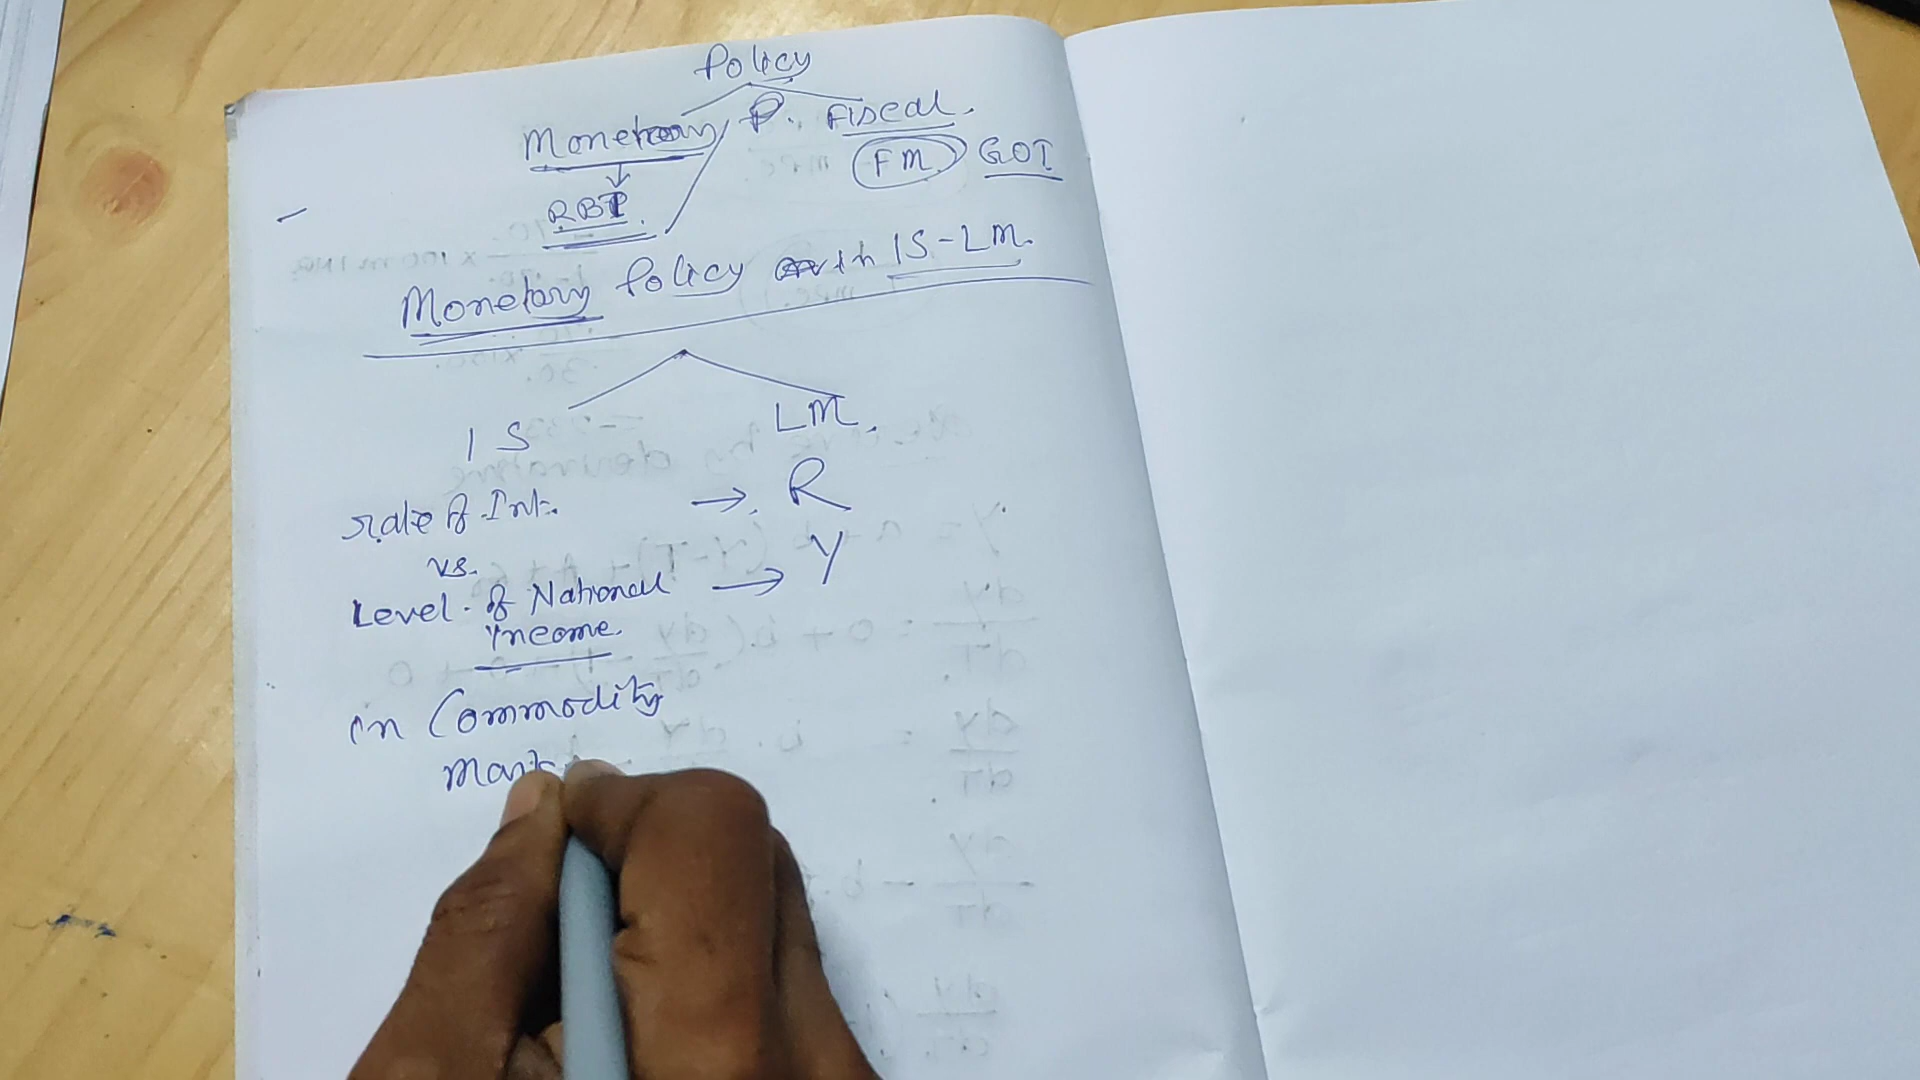 Policy
Monetary P. Fiscal.
FM GOI
RBI.
Monetary Policy with IS-LM.
IS LM.
rate of Int. → R
vs.
Level of National → Y
Income.
in Commodity